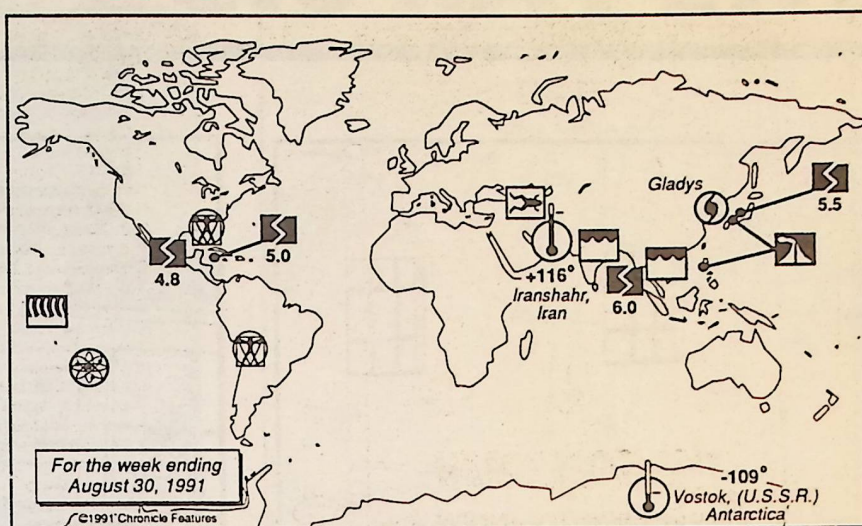 Gladys
5.5
5.0
4.8
+116°
Iranshahr,
Iran
6.0
For the week ending
August 30, 1991
©1991 Chronicle Features
-109°
Vostok, (U.S.S.R.)
Antarctica